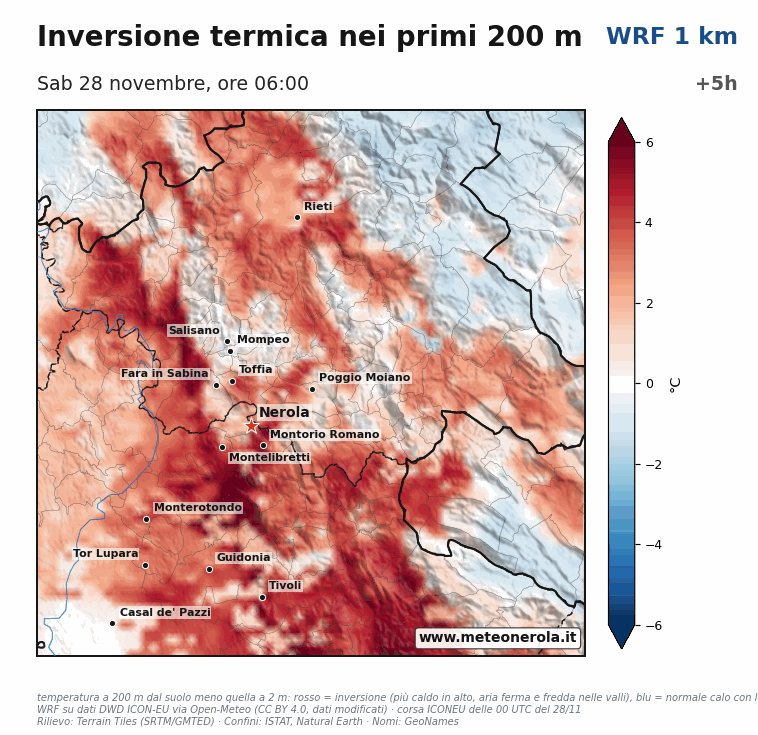 Inversione termica nei primi 200 m WRF 1 km
Sab 28 novembre, ore 06:00 +5h
Rieti
Salisano
Mompeo
Toffia
Fara in Sabina
Poggio Moiano
Nerola
Montorio Romano
Montelibretti
Monterotondo
Tor Lupara
Guidonia
Tivoli
Casal de' Pazzi
www.meteonerola.it
6
4
2
0
−2
−4
−6
°C
temperatura a 200 m dal suolo meno quella a 2 m: rosso = inversione (più caldo in alto, aria ferma e fredda nelle valli), blu = normale calo con l
WRF su dati DWD ICON-EU via Open-Meteo (CC BY 4.0, dati modificati) · corsa ICONEU delle 00 UTC del 28/11
Rilievo: Terrain Tiles (SRTM/GMTED) · Confini: ISTAT, Natural Earth · Nomi: GeoNames